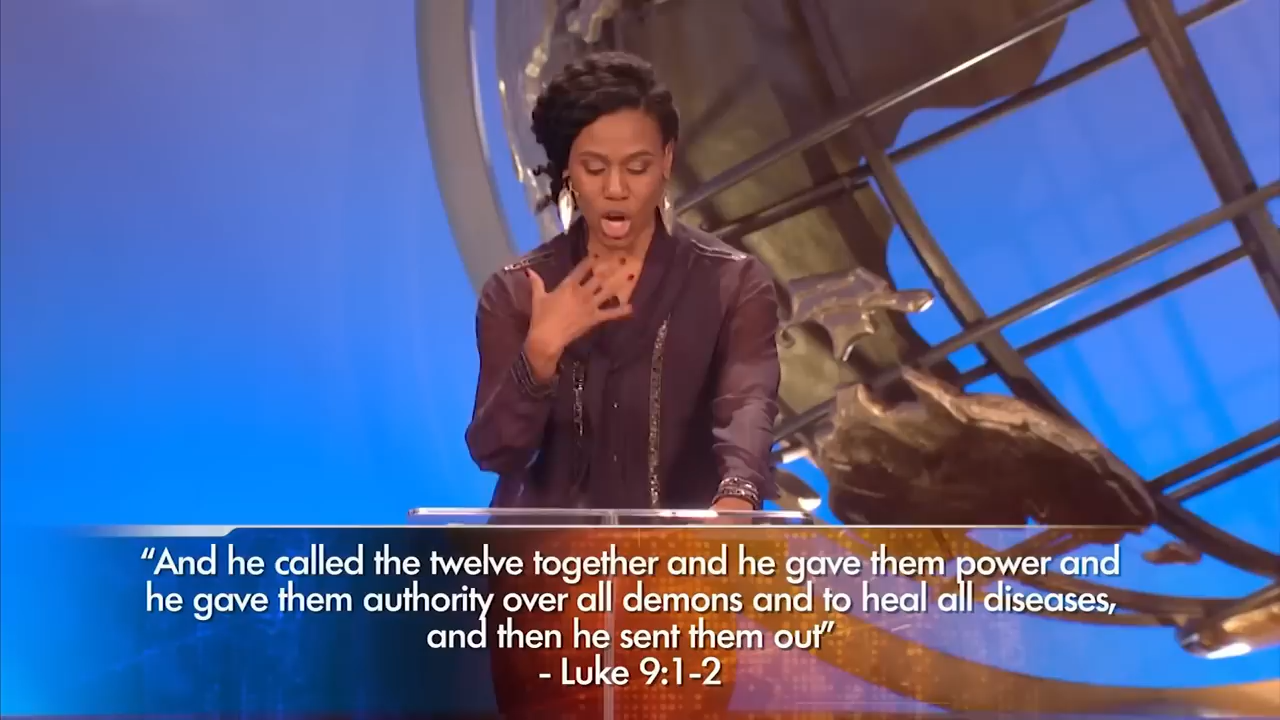 “And he called the twelve together and he gave them power and
he gave them authority over all demons and to heal all diseases,
and then he sent them out”
- Luke 9:1-2